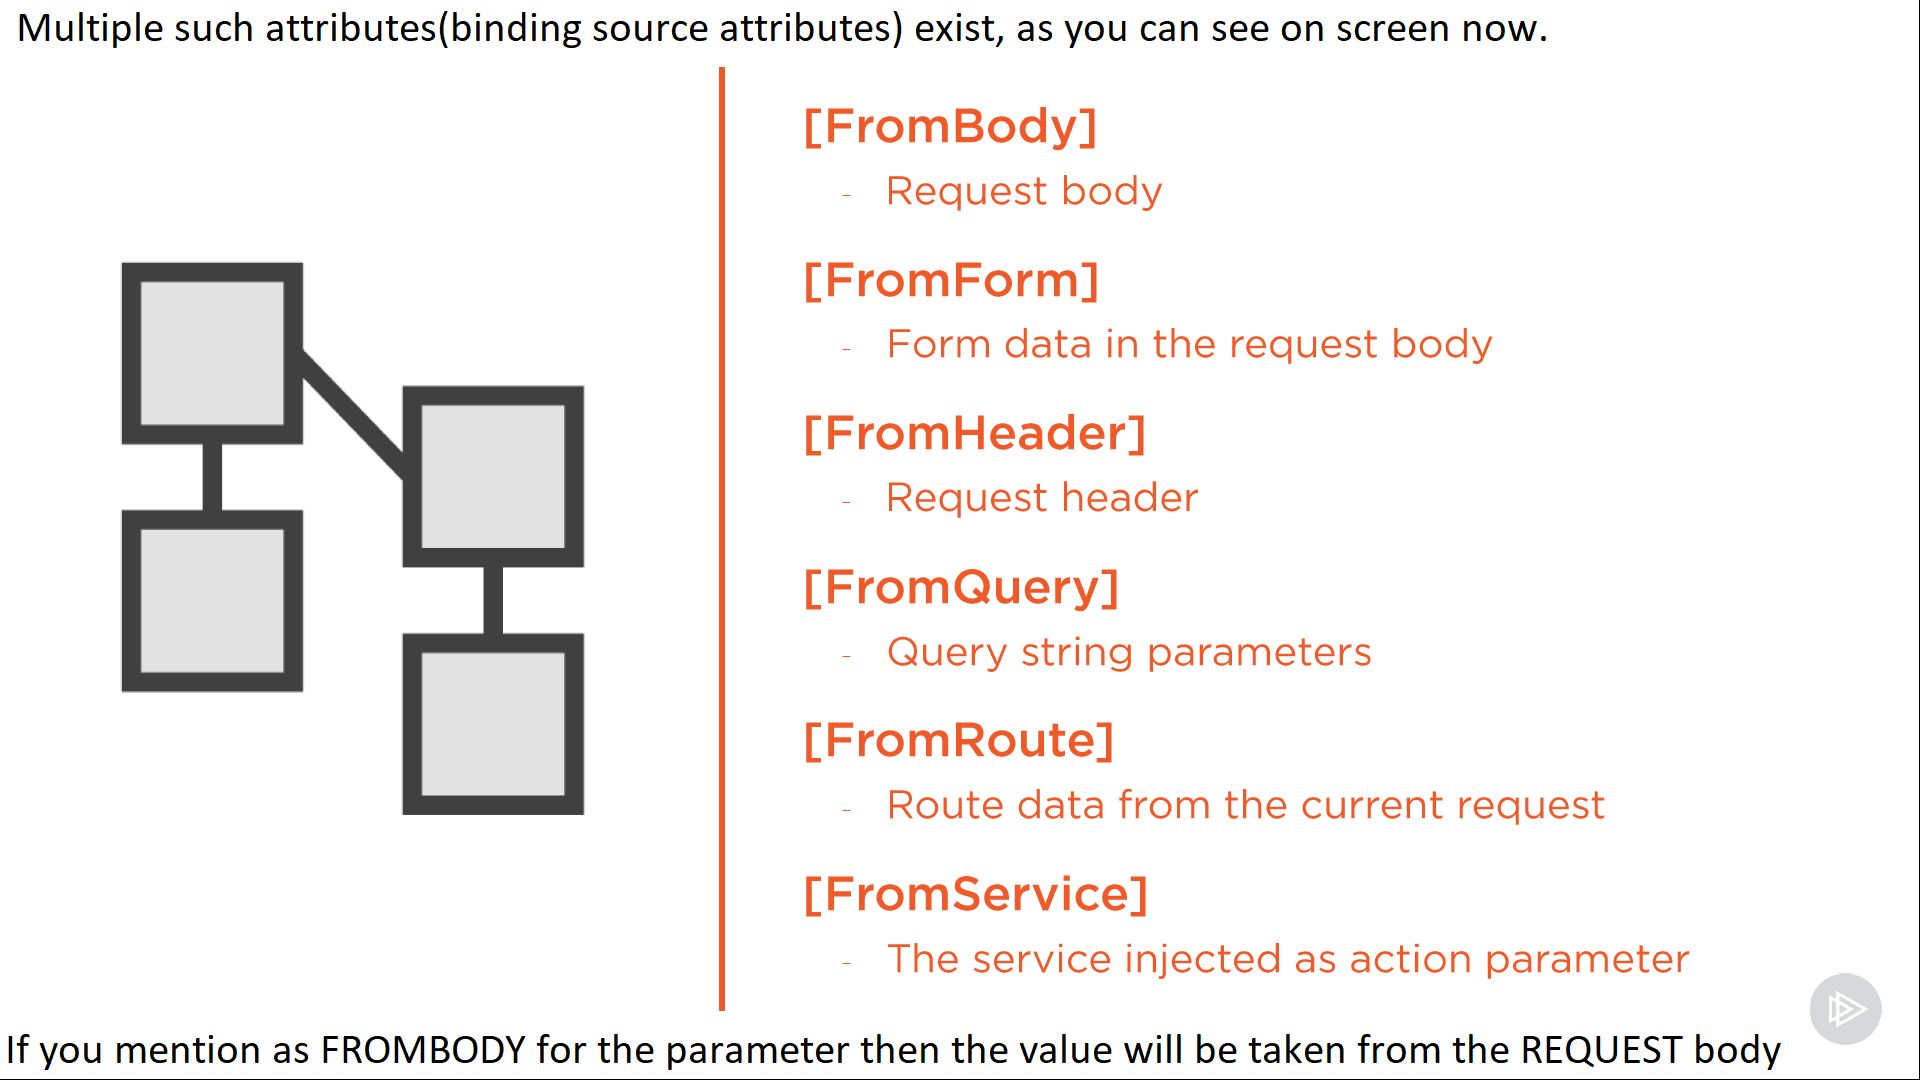 Multiple such attributes(binding source attributes) exist, as you can see on screen now.
[FromBody]
- Request body
[FromForm]
- Form data in the request body
[FromHeader]
- Request header
[FromQuery]
- Query string parameters
[FromRoute]
- Route data from the current request
[FromService]
- The service injected as action parameter
If you mention as FROMBODY for the parameter then the value will be taken from the REQUEST body